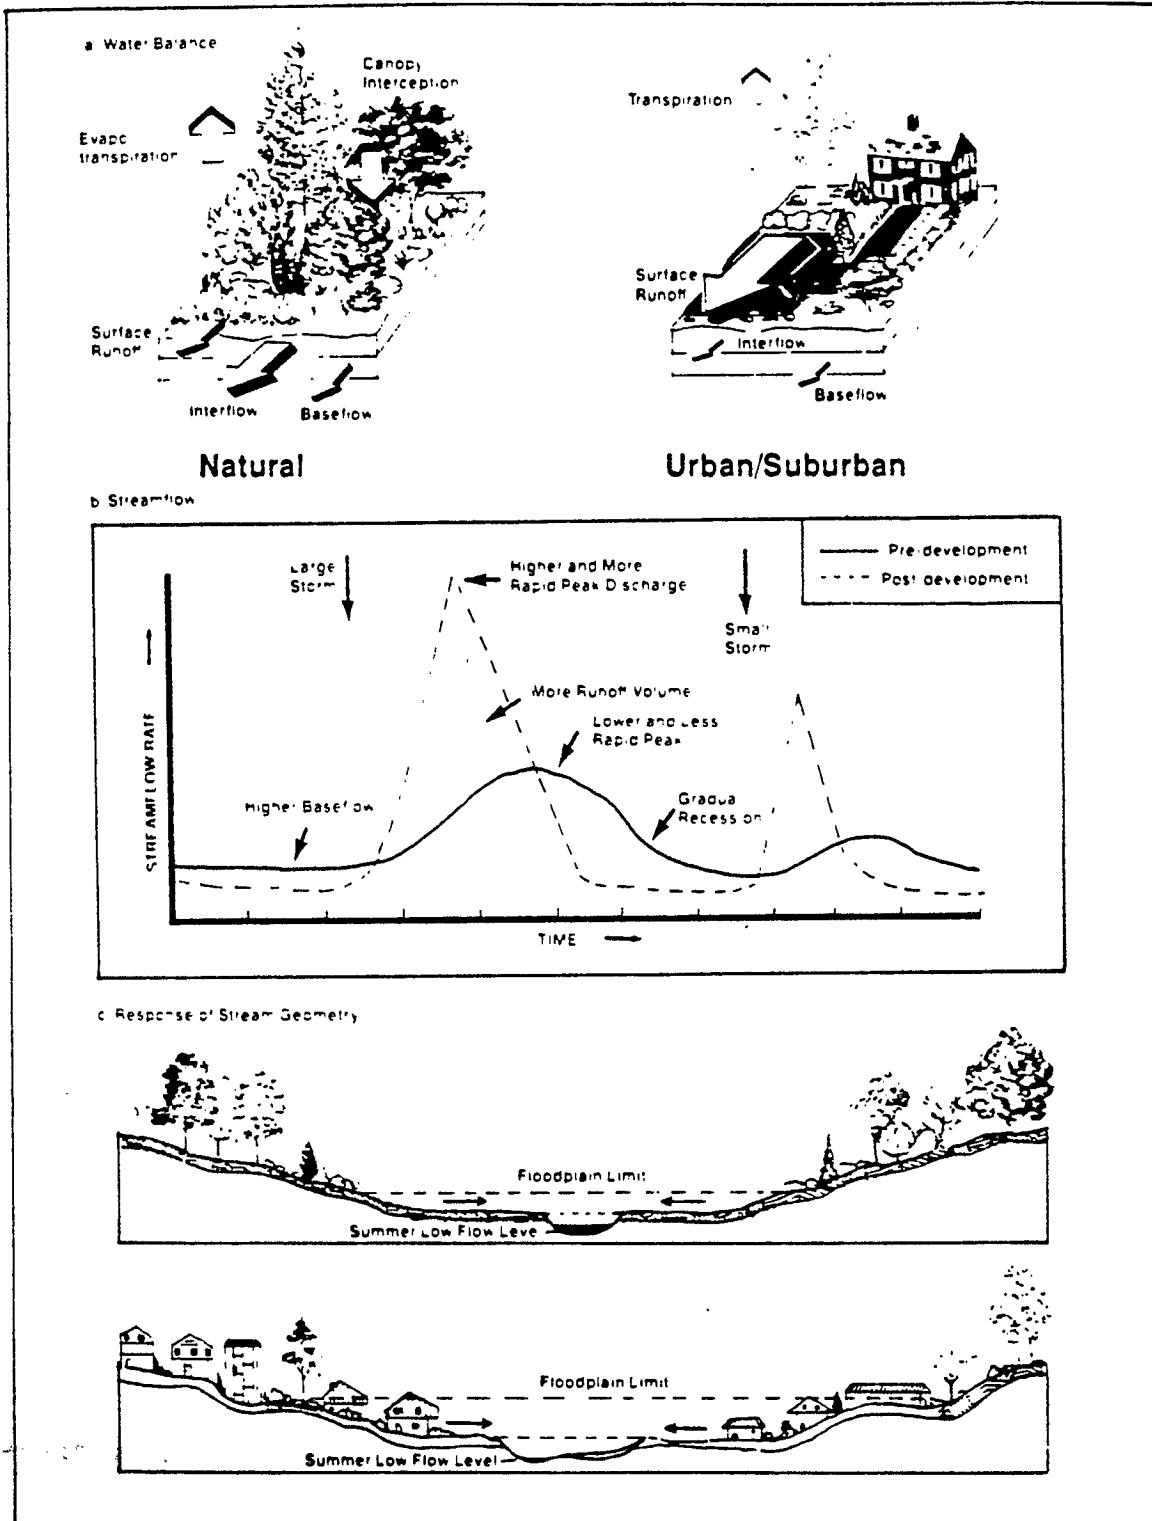 a Water Balance
Canopy
Interception
Evapo
transpiration
Surface
Runoff
Interflow
Baseflow
Natural
Transpiration
Surface
Runoff
Interflow
Baseflow
Urban/Suburban
b Streamflow
Pre-development
Post-development
Large
Storm
Higher and More
Rapid Peak Discharge
Small
Storm
More Runoff Volume
Lower and Less
Rapid Peak
Higher Baseflow
Gradual
Recession
STREAMFLOW RATE
TIME
c Response of Stream Geometry
Floodplain Limit
Summer Low Flow Level
Floodplain Limit
Summer Low Flow Level